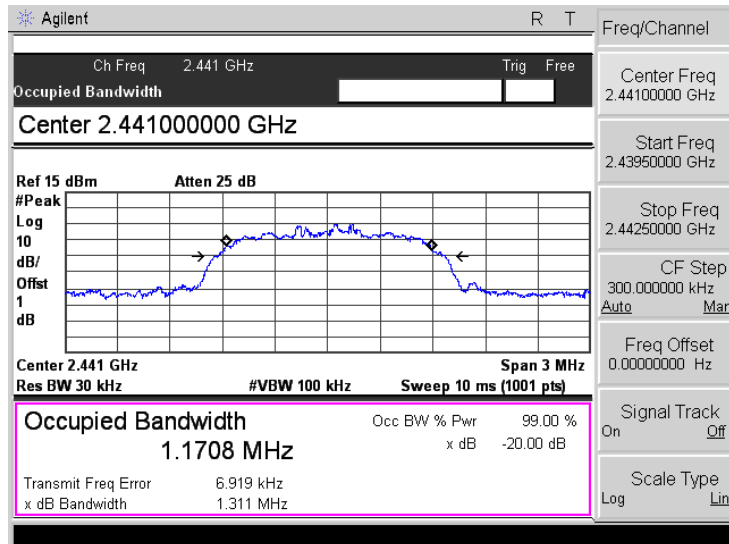 Agilent R T
Freq/Channel
Ch Freq 2.441 GHz Trig Free
Occupied Bandwidth
Center 2.441000000 GHz
Ref 15 dBm Atten 25 dB
#Peak
Log
10
dB/
Offst
1
dB
Center 2.441 GHz Span 3 MHz
Res BW 30 kHz #VBW 100 kHz Sweep 10 ms (1001 pts)
Occupied Bandwidth Occ BW % Pwr 99.00 %
1.1708 MHz x dB -20.00 dB
Transmit Freq Error 6.919 kHz
x dB Bandwidth 1.311 MHz
Center Freq
2.44100000 GHz
Start Freq
2.43950000 GHz
Stop Freq
2.44250000 GHz
CF Step
300.000000 kHz
Auto Mar
Freq Offset
0.00000000 Hz
Signal Track
On Off
Scale Type
Log Lin